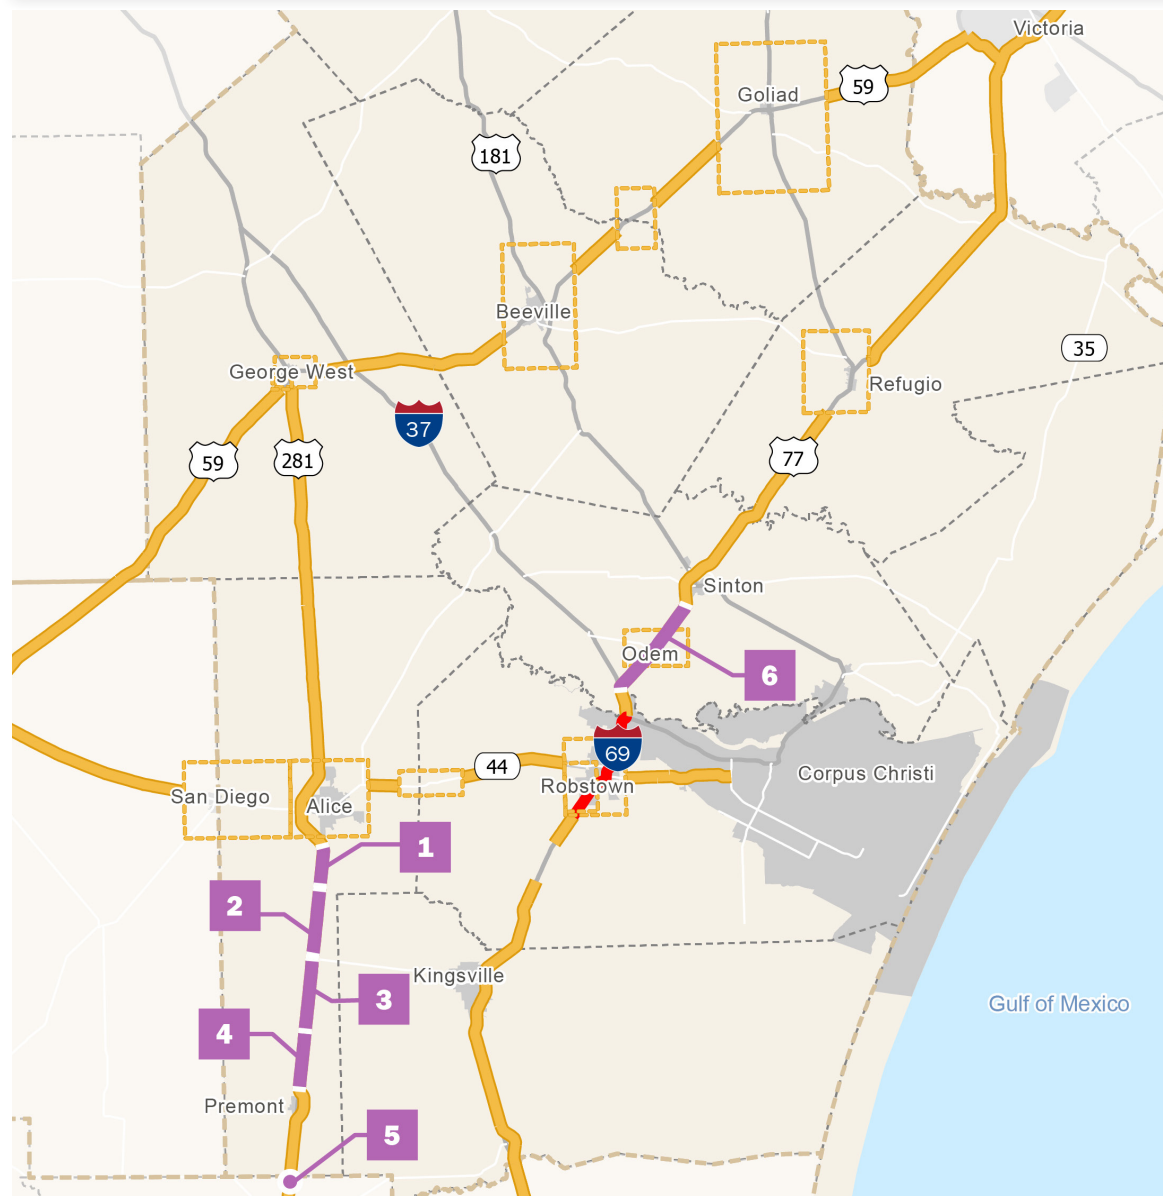 Victoria
Goliad
59
181
Beeville
35
George West
Refugio
37
59
281
77
Sinton
Odem
6
69
44
Robstown
Corpus Christi
San Diego
Alice
1
2
Kingsville
3
Gulf of Mexico
4
Premont
5